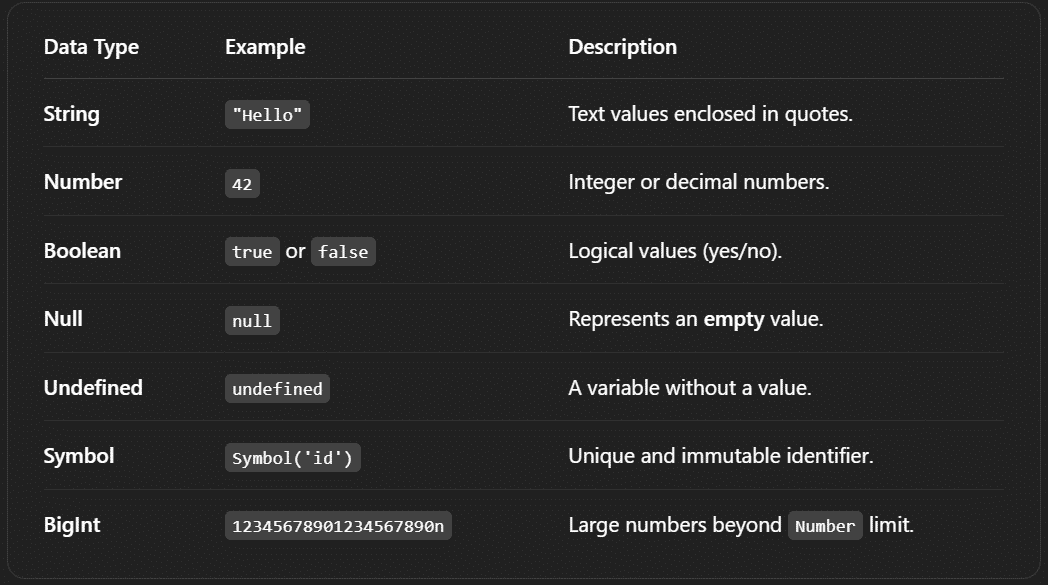 Data Type Example Description
String "Hello" Text values enclosed in quotes.
Number 42 Integer or decimal numbers.
Boolean true or false Logical values (yes/no).
Null null Represents an empty value.
Undefined undefined A variable without a value.
Symbol Symbol('id') Unique and immutable identifier.
BigInt 12345678901234567890n Large numbers beyond Number limit.